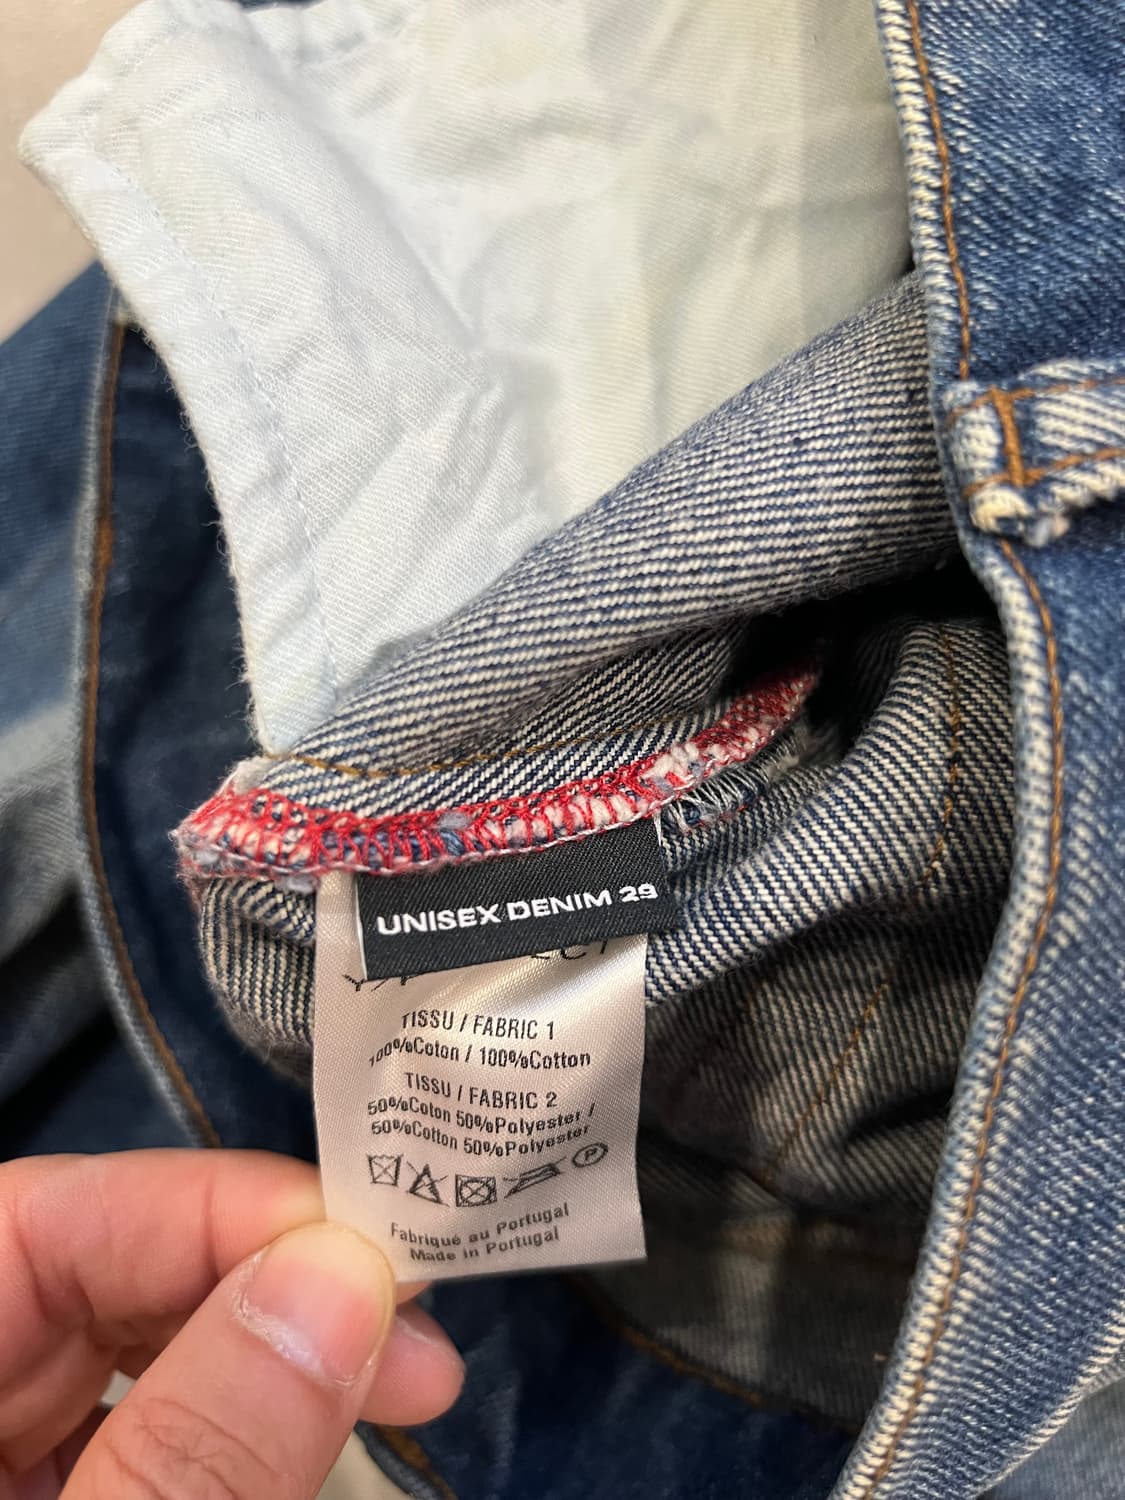 UNISEX DENIM 29
TISSU / FABRIC 1
100%Coton / 100%Cotton
TISSU / FABRIC 2
50%Coton 50%Polyester /
50%Cotton 50%Polyester
P
Fabriqué au Portugal
Made in Portugal